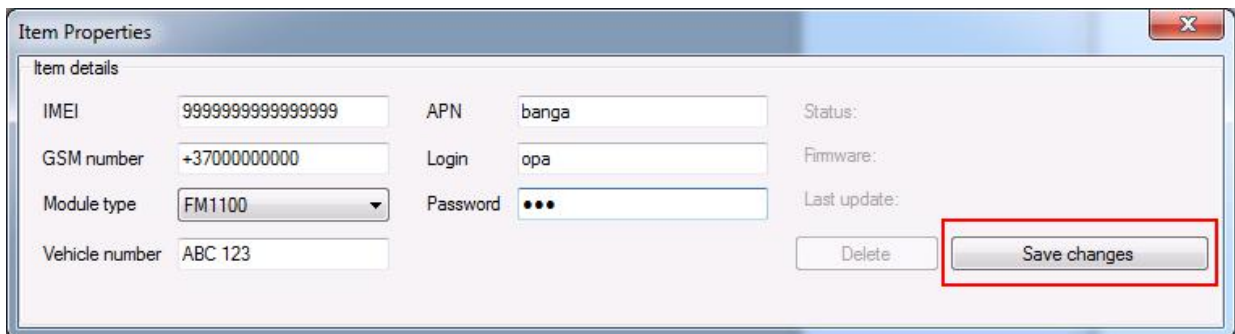 Item Properties
Item details
IMEI 9999999999999999 APN banga Status:
GSM number +37000000000 Login opa Firmware:
Module type FM1100 Password ●●● Last update:
Vehicle number ABC 123 Delete Save changes